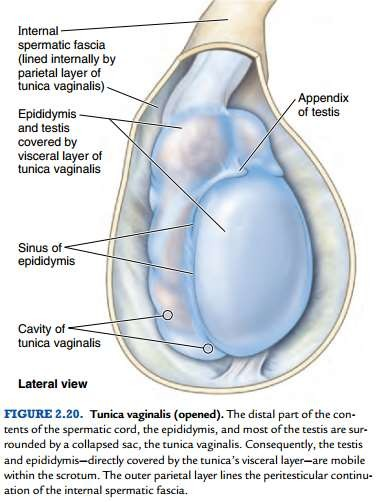 Internal
spermatic fascia
(lined internally by
parietal layer of
tunica vaginalis)
Appendix
of testis
Epididymis
and testis
covered by
visceral layer of
tunica vaginalis
Sinus of
epididymis
Cavity of
tunica vaginalis
Lateral view
FIGURE 2.20. Tunica vaginalis (opened). The distal part of the con-
tents of the spermatic cord, the epididymis, and most of the testis are sur-
rounded by a collapsed sac, the tunica vaginalis. Consequently, the testis
and epididymis—directly covered by the tunica's visceral layer—are mobile
within the scrotum. The outer parietal layer lines the peritesticular continu-
ation of the internal spermatic fascia.